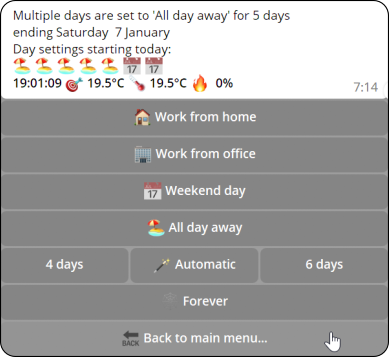 Multiple days are set to 'All day away' for 5 days
ending Saturday  7 January
Day settings starting today:
🏖️ 🏖️ 🏖️ 🏖️ 🏖️ 📅 📅
19:01:09 🎯 19.5°C 🌡️ 19.5°C 🔥 0%
7:14
🏠 Work from home
🏢 Work from office
📅 Weekend day
🏖️ All day away
4 days
🪄 Automatic
6 days
Forever
🔙 Back to main menu...